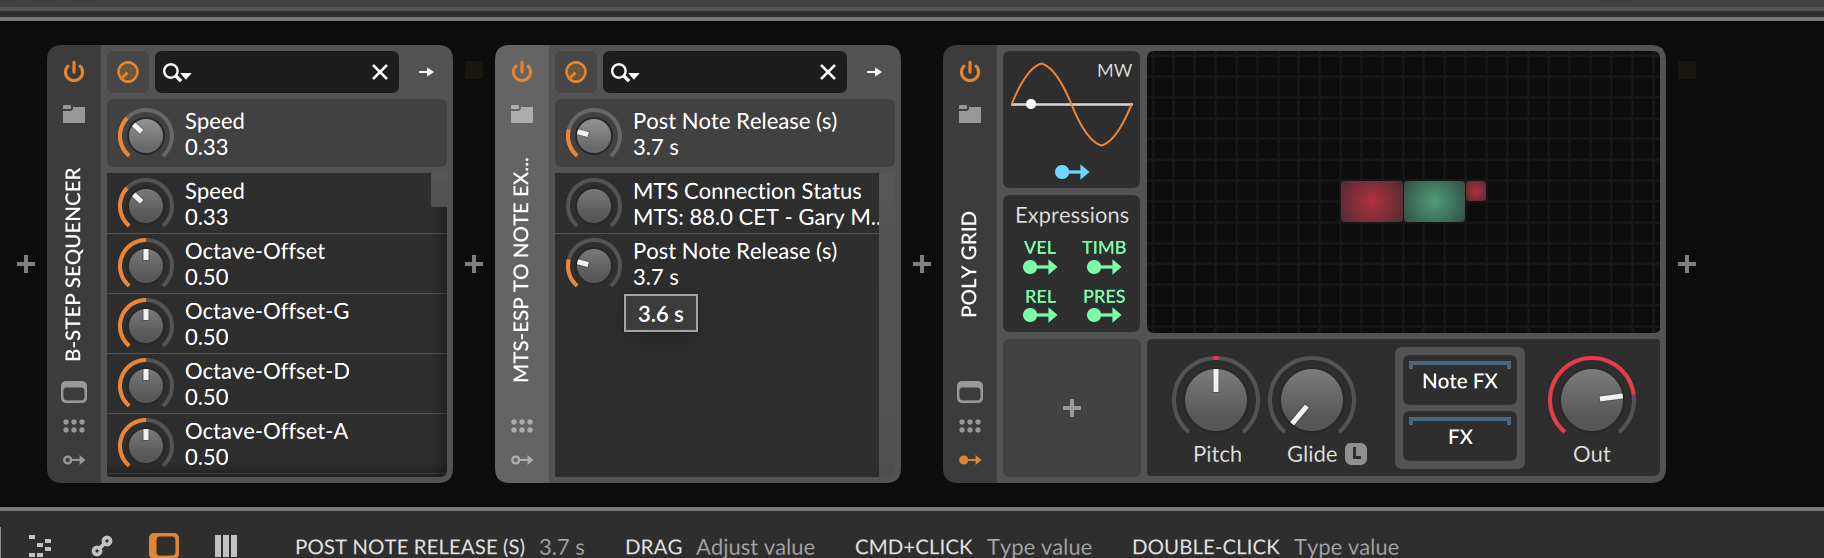 B-STEP SEQUENCER
Speed
0.33
Speed
0.33
Octave-Offset
0.50
Octave-Offset-G
0.50
Octave-Offset-D
0.50
Octave-Offset-A
0.50
MTS-ESP TO NOTE EX...
Post Note Release (s)
3.7 s
MTS Connection Status
MTS: 88.0 CET - Gary M..
Post Note Release (s)
3.7 s
3.6 s
POLY GRID
MW
Expressions
VEL TIMB
REL PRES
Pitch
Glide L
Note FX
FX
Out
POST NOTE RELEASE (S) 3.7 s DRAG Adjust value CMD+CLICK Type value DOUBLE-CLICK Type value